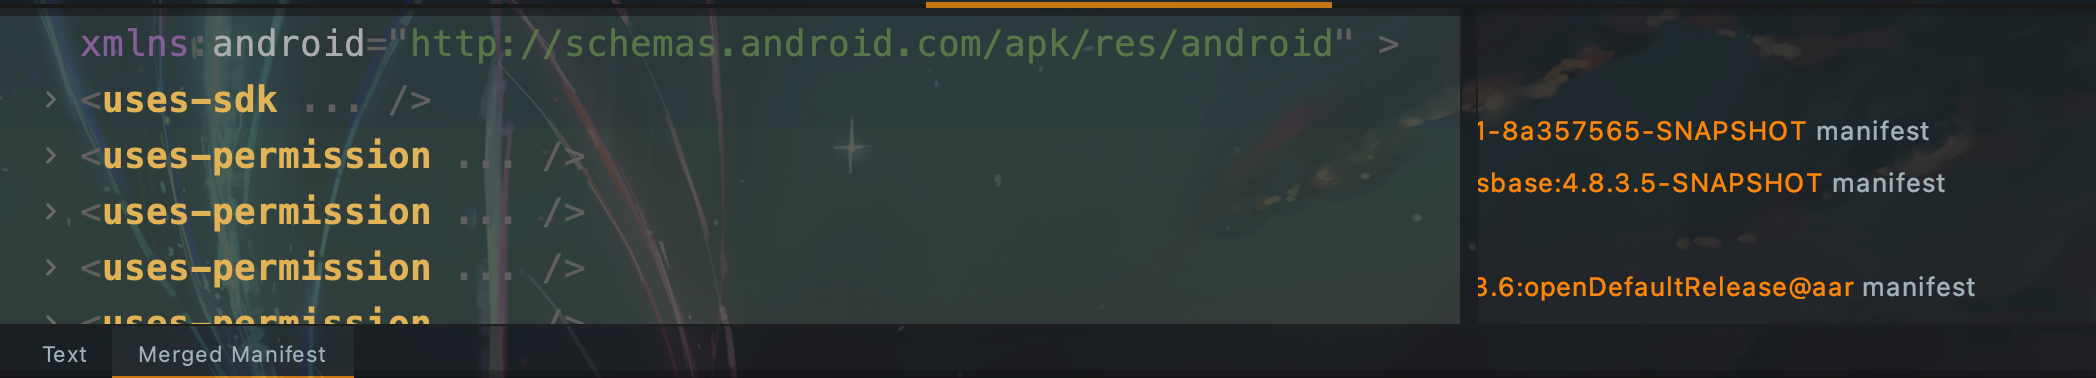 xmlns:android="http://schemas.android.com/apk/res/android" >
<uses-sdk ... />
<uses-permission ... />
<uses-permission ... />
<uses-permission ... />
<uses-permission ... />
1-8a357565-SNAPSHOT manifest
sbase:4.8.3.5-SNAPSHOT manifest
3.6:openDefaultRelease@aar manifest
Text
Merged Manifest